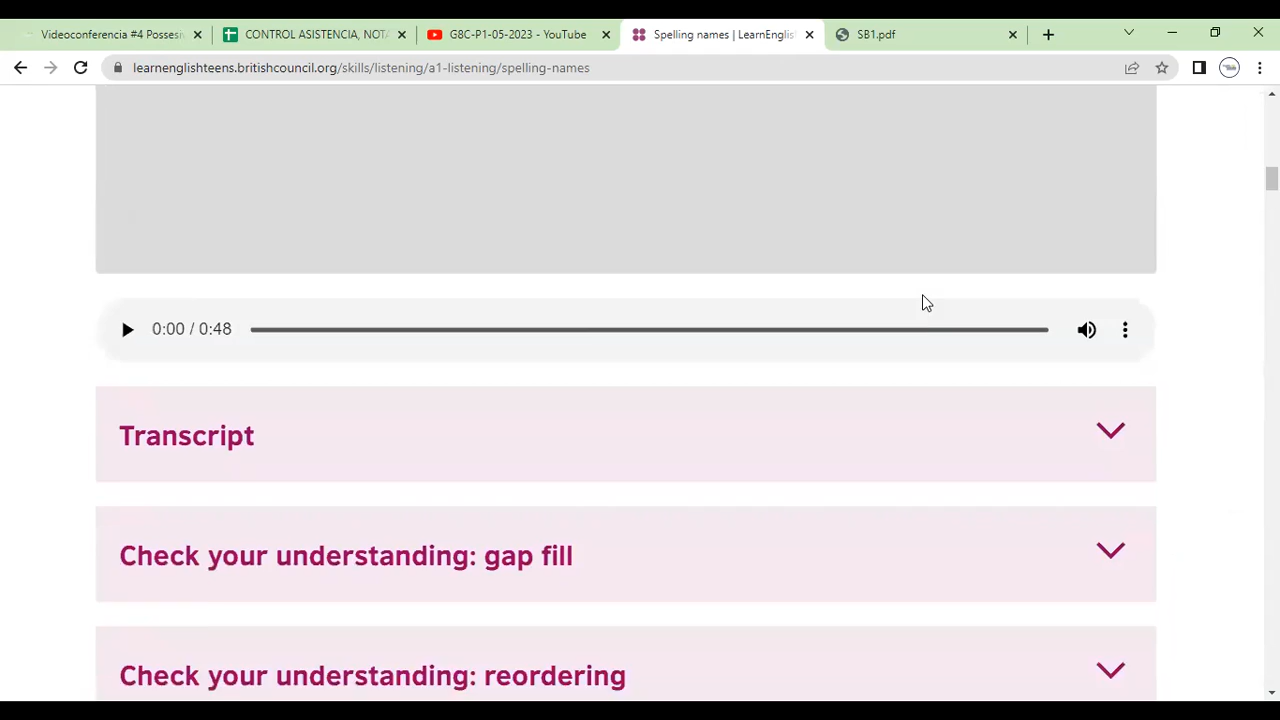 Videoconferencia #4 Possesi
CONTROL ASISTENCIA, NOTA
G8C-P1-05-2023 - YouTube
Spelling names | LearnEnglis
SB1.pdf
learnenglishteens.britishcouncil.org/skills/listening/a1-listening/spelling-names
0:00 / 0:48
Transcript
Check your understanding: gap fill
Check your understanding: reordering